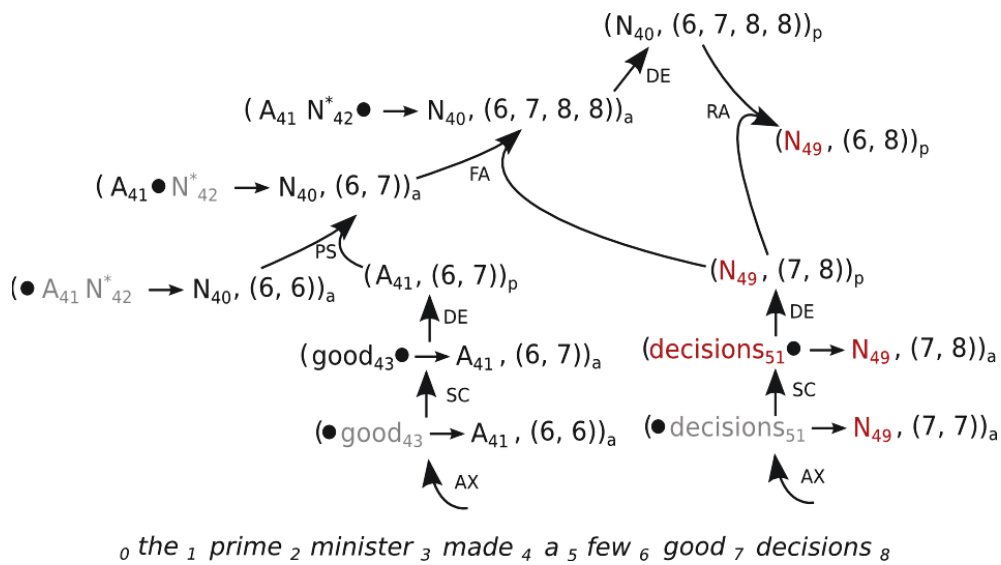 (N₄₀, (6, 7, 8, 8))ₚ
DE
(A₄₁ N*₄₂● → N₄₀, (6, 7, 8, 8))ₐ
RA
(N₄₉, (6, 8))ₚ
FA
(A₄₁● N*₄₂ → N₄₀, (6, 7))ₐ
PS
(A₄₁, (6, 7))ₚ
(N₄₉, (7, 8))ₚ
(● A₄₁ N*₄₂ → N₄₀, (6, 6))ₐ
DE
DE
(good₄₃● → A₄₁, (6, 7))ₐ
(decisions₅₁● → N₄₉, (7, 8))ₐ
SC
SC
(● good₄₃ → A₄₁, (6, 6))ₐ
(● decisions₅₁ → N₄₉, (7, 7))ₐ
AX
AX
₀ the ₁ prime ₂ minister ₃ made ₄ a ₅ few ₆ good ₇ decisions ₈